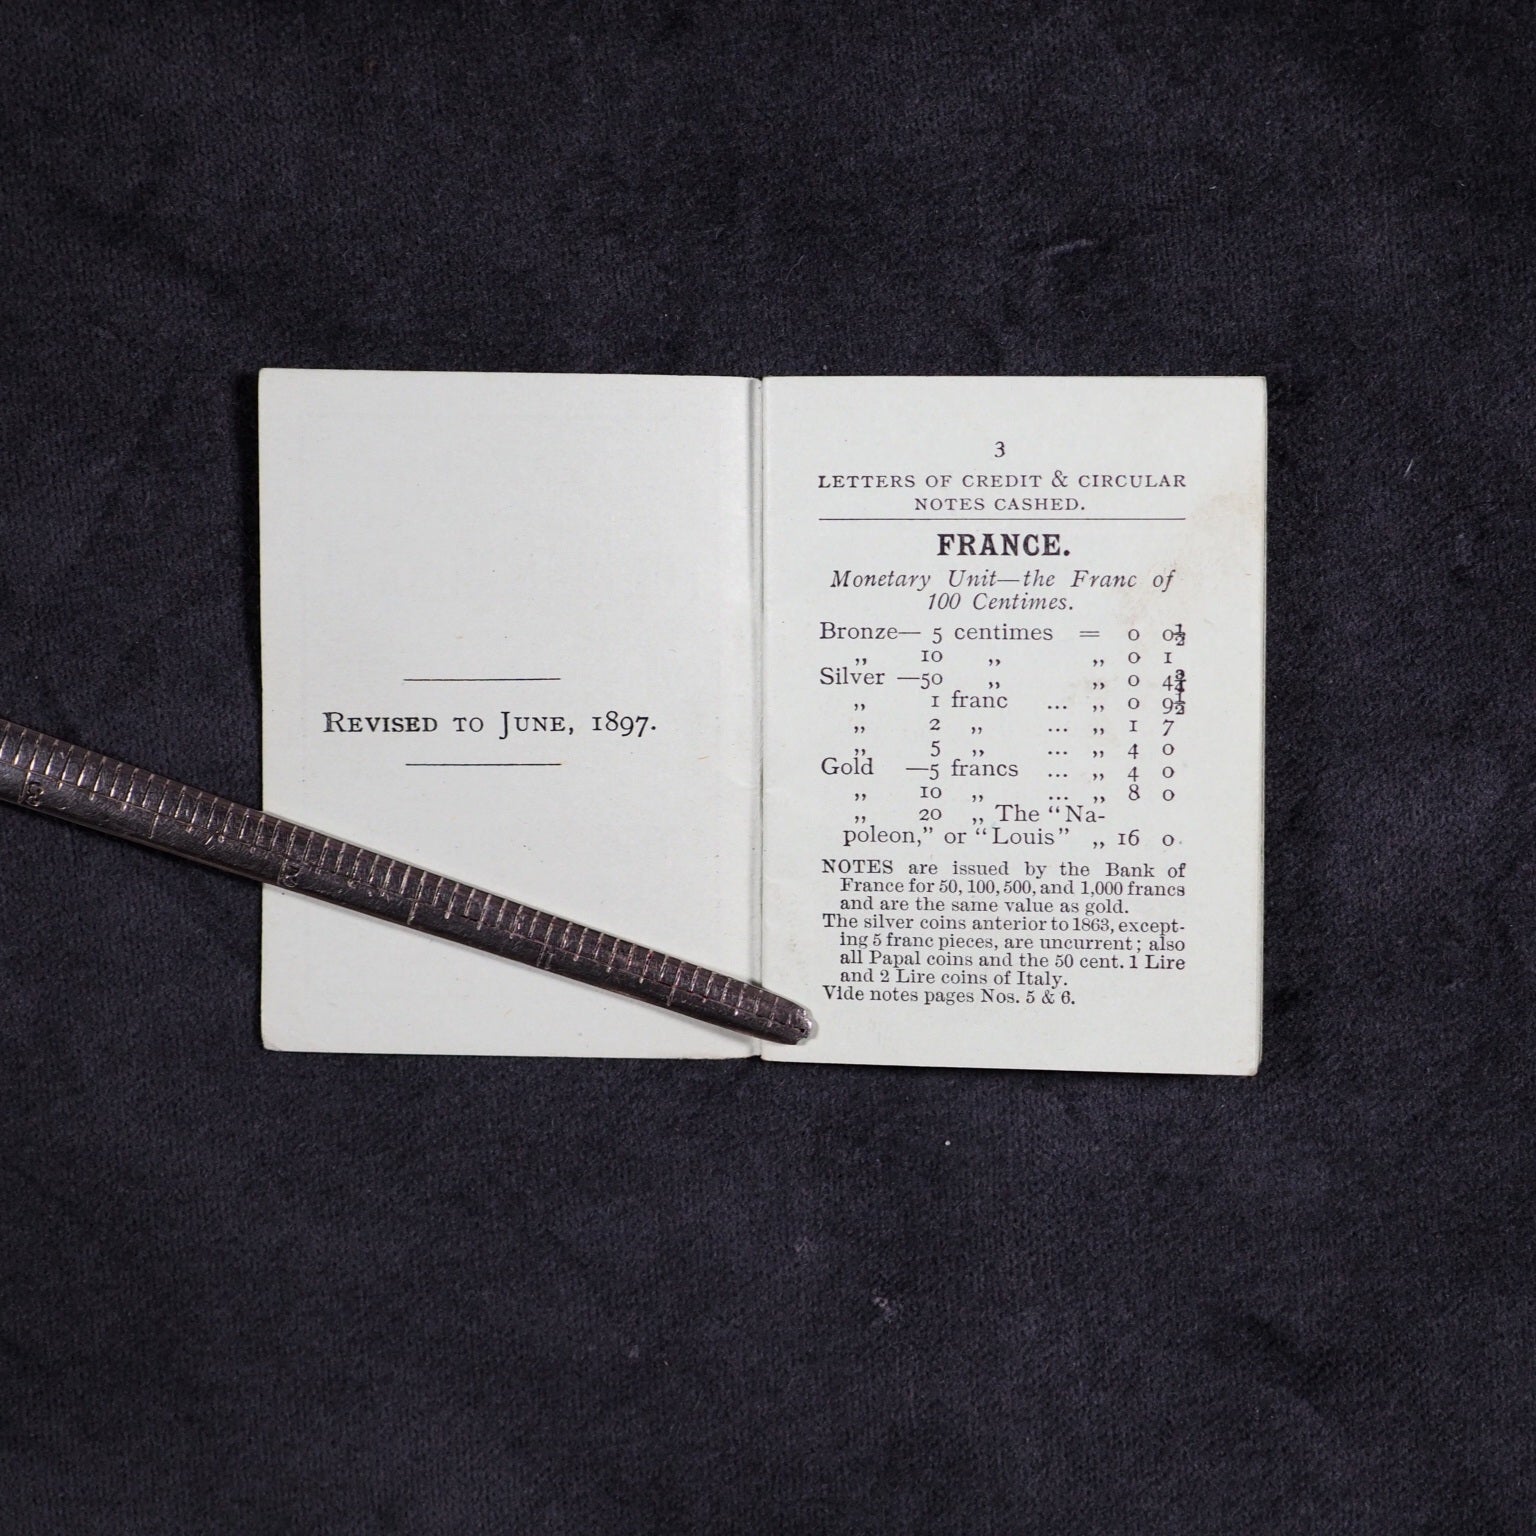 REVISED TO JUNE, 1897.
3
LETTERS OF CREDIT & CIRCULAR
NOTES CASHED.
FRANCE.
Monetary Unit—the Franc of
100 Centimes.
Bronze— 5 centimes = 0 0½
„ 10 „ „ 0 1
Silver —50 „ „ 0 4¾
„ 1 franc ... „ 0 9½
„ 2 „ ... „ 1 7
„ 5 „ ... „ 4 0
Gold —5 francs ... „ 4 0
„ 10 „ ... „ 8 0
„ 20 „ The "Na-
poleon," or "Louis" „ 16 0
NOTES are issued by the Bank of
France for 50, 100, 500, and 1,000 francs
and are the same value as gold.
The silver coins anterior to 1863, except-
ing 5 franc pieces, are uncurrent; also
all Papal coins and the 50 cent. 1 Lire
and 2 Lire coins of Italy.
Vide notes pages Nos. 5 & 6.
3
2
1